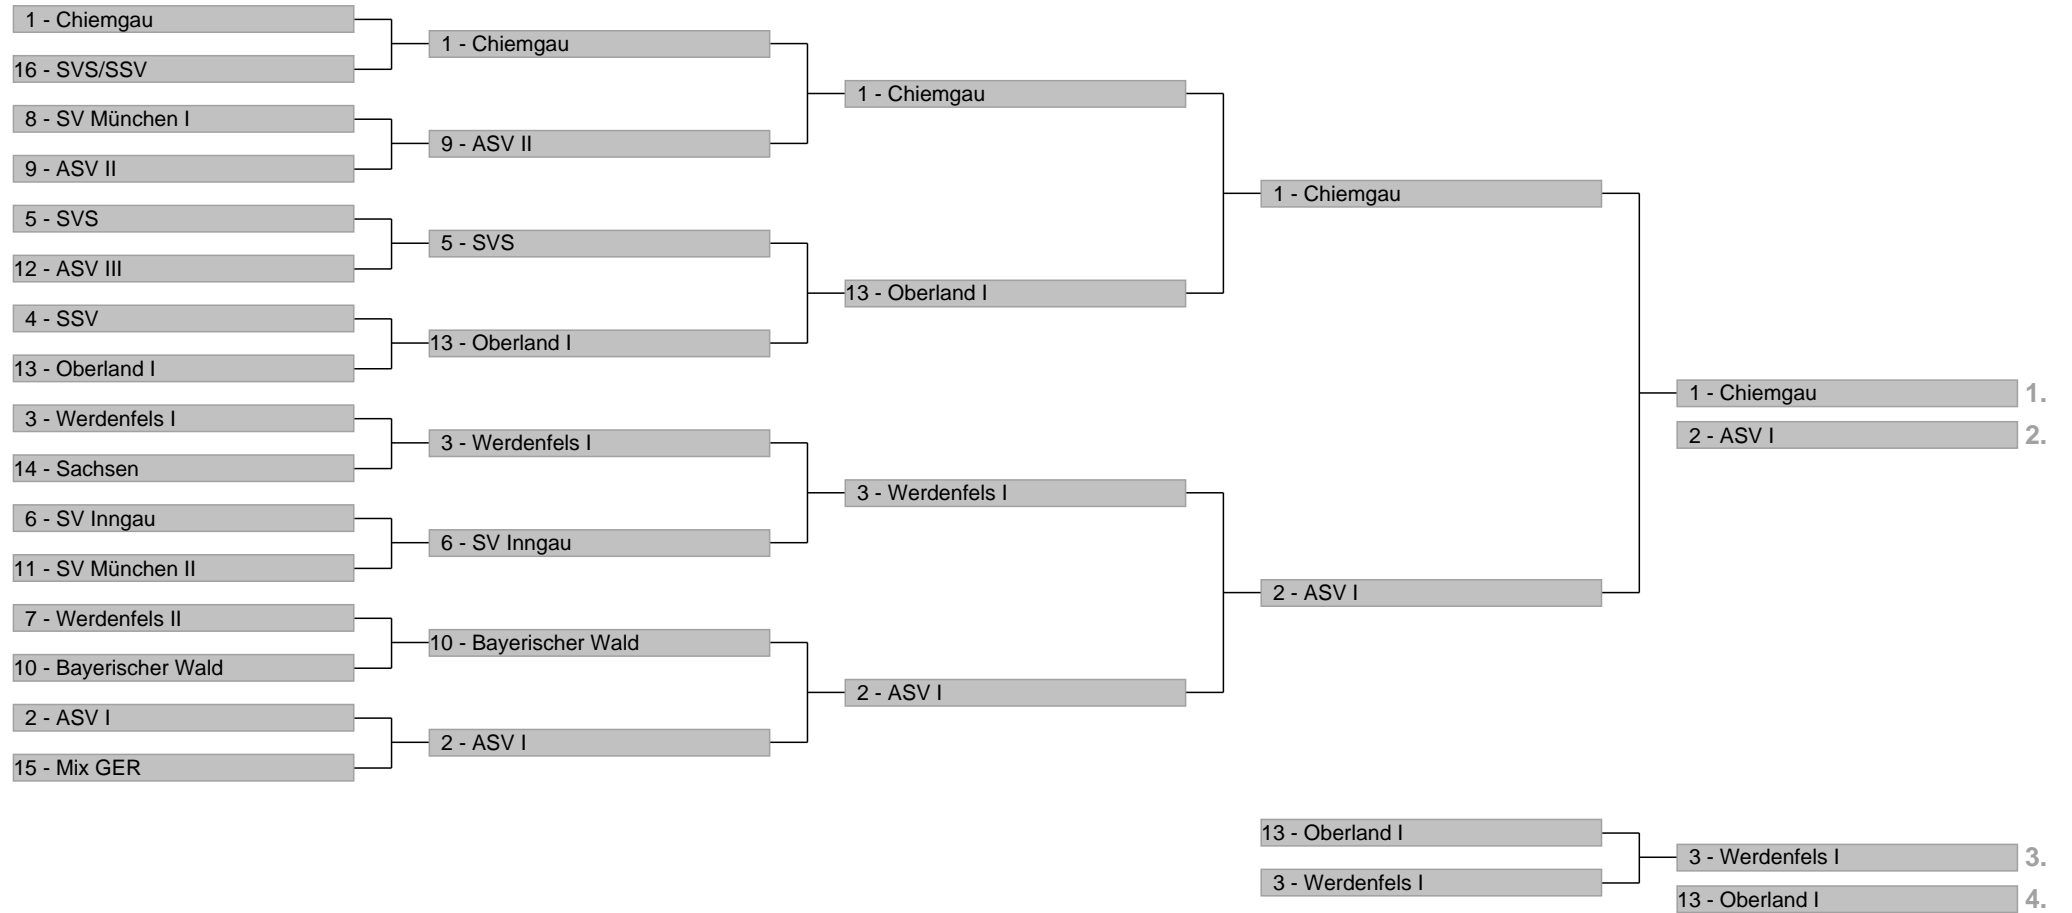 1 - Chiemgau
16 - SVS/SSV
8 - SV München I
9 - ASV II
5 - SVS
12 - ASV III
4 - SSV
13 - Oberland I
3 - Werdenfels I
14 - Sachsen
6 - SV Inngau
11 - SV München II
7 - Werdenfels II
10 - Bayerischer Wald
2 - ASV I
15 - Mix GER
1 - Chiemgau
9 - ASV II
5 - SVS
13 - Oberland I
3 - Werdenfels I
6 - SV Inngau
10 - Bayerischer Wald
2 - ASV I
1 - Chiemgau
13 - Oberland I
3 - Werdenfels I
2 - ASV I
1 - Chiemgau
2 - ASV I
1 - Chiemgau 1.
2 - ASV I 2.
13 - Oberland I
3 - Werdenfels I
3 - Werdenfels I 3.
13 - Oberland I 4.